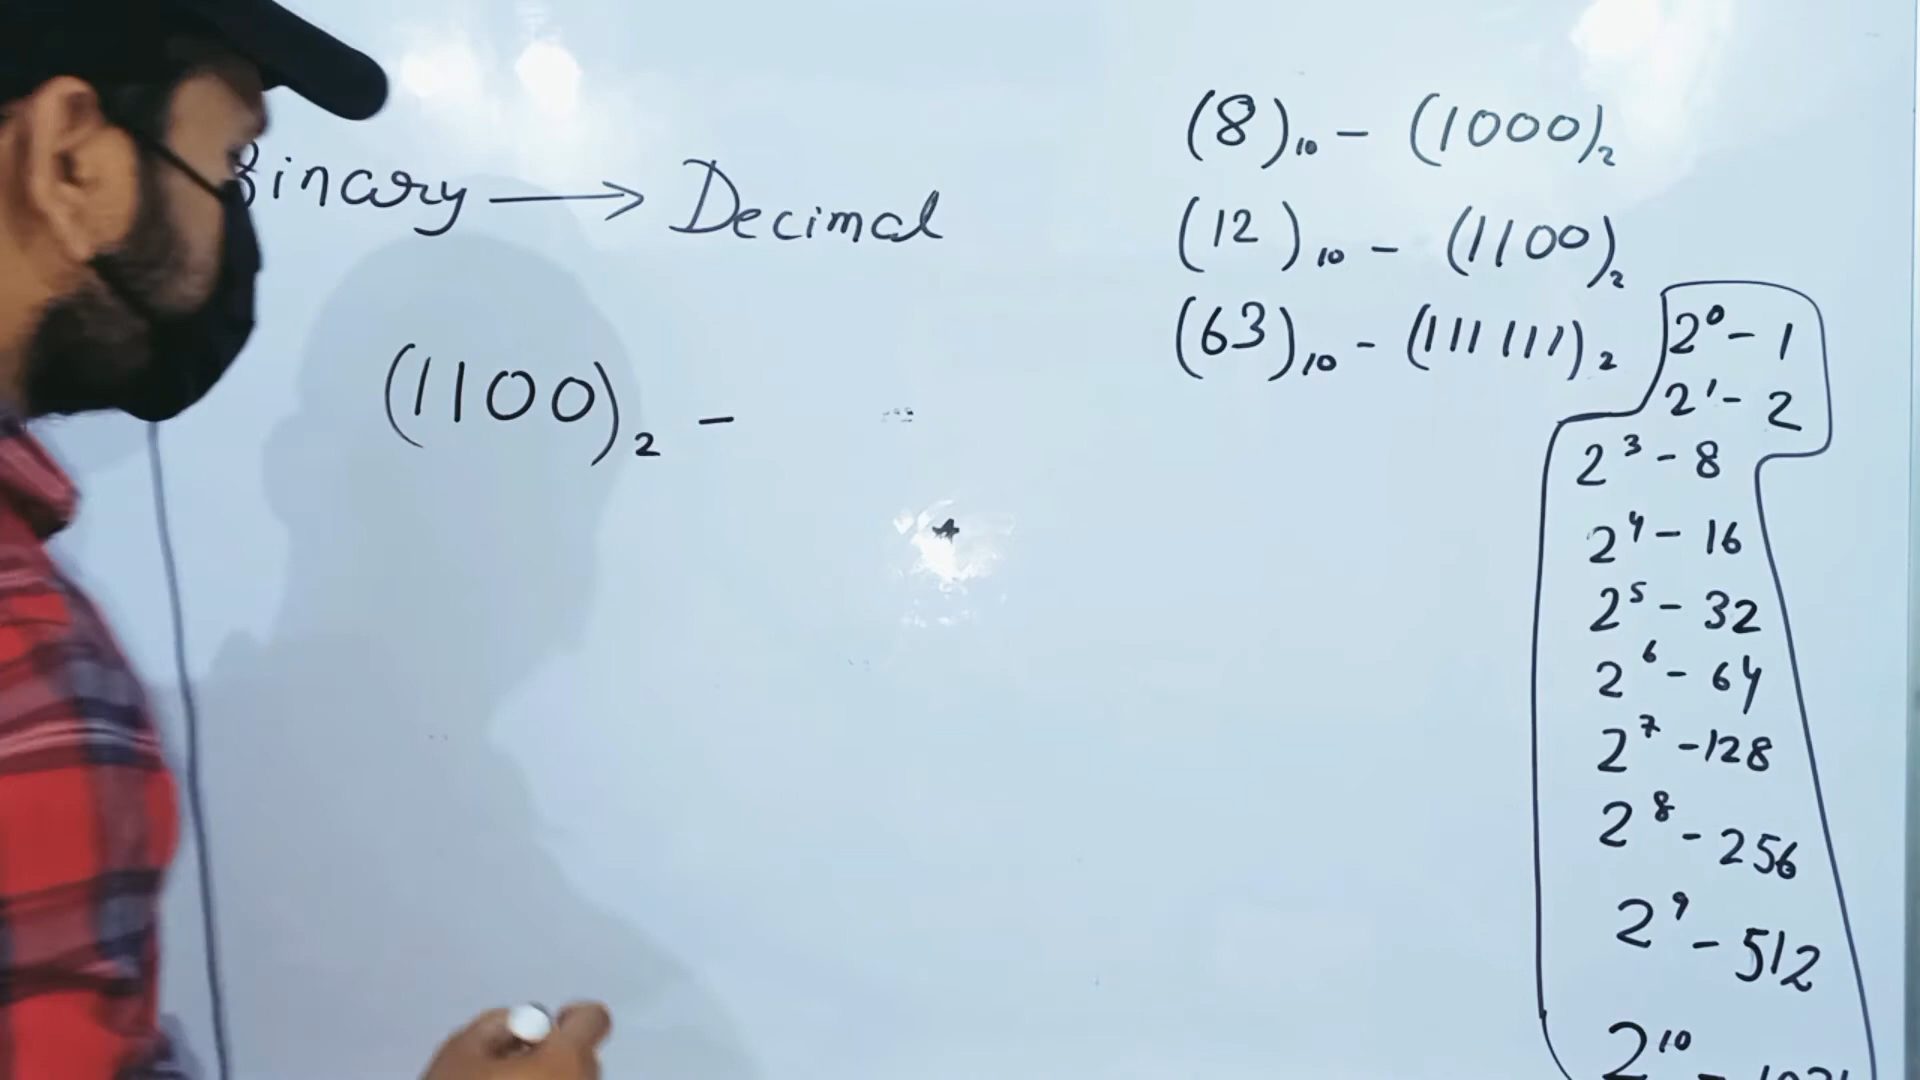 Binary → Decimal
(1100)₂ -
(8)₁₀ - (1000)₂
(12)₁₀ - (1100)₂
(63)₁₀ - (111111)₂
2⁰ - 1
2¹ - 2
2³ - 8
2⁴ - 16
2⁵ - 32
2⁶ - 64
2⁷ - 128
2⁸ - 256
2⁹ - 512
2¹⁰ -